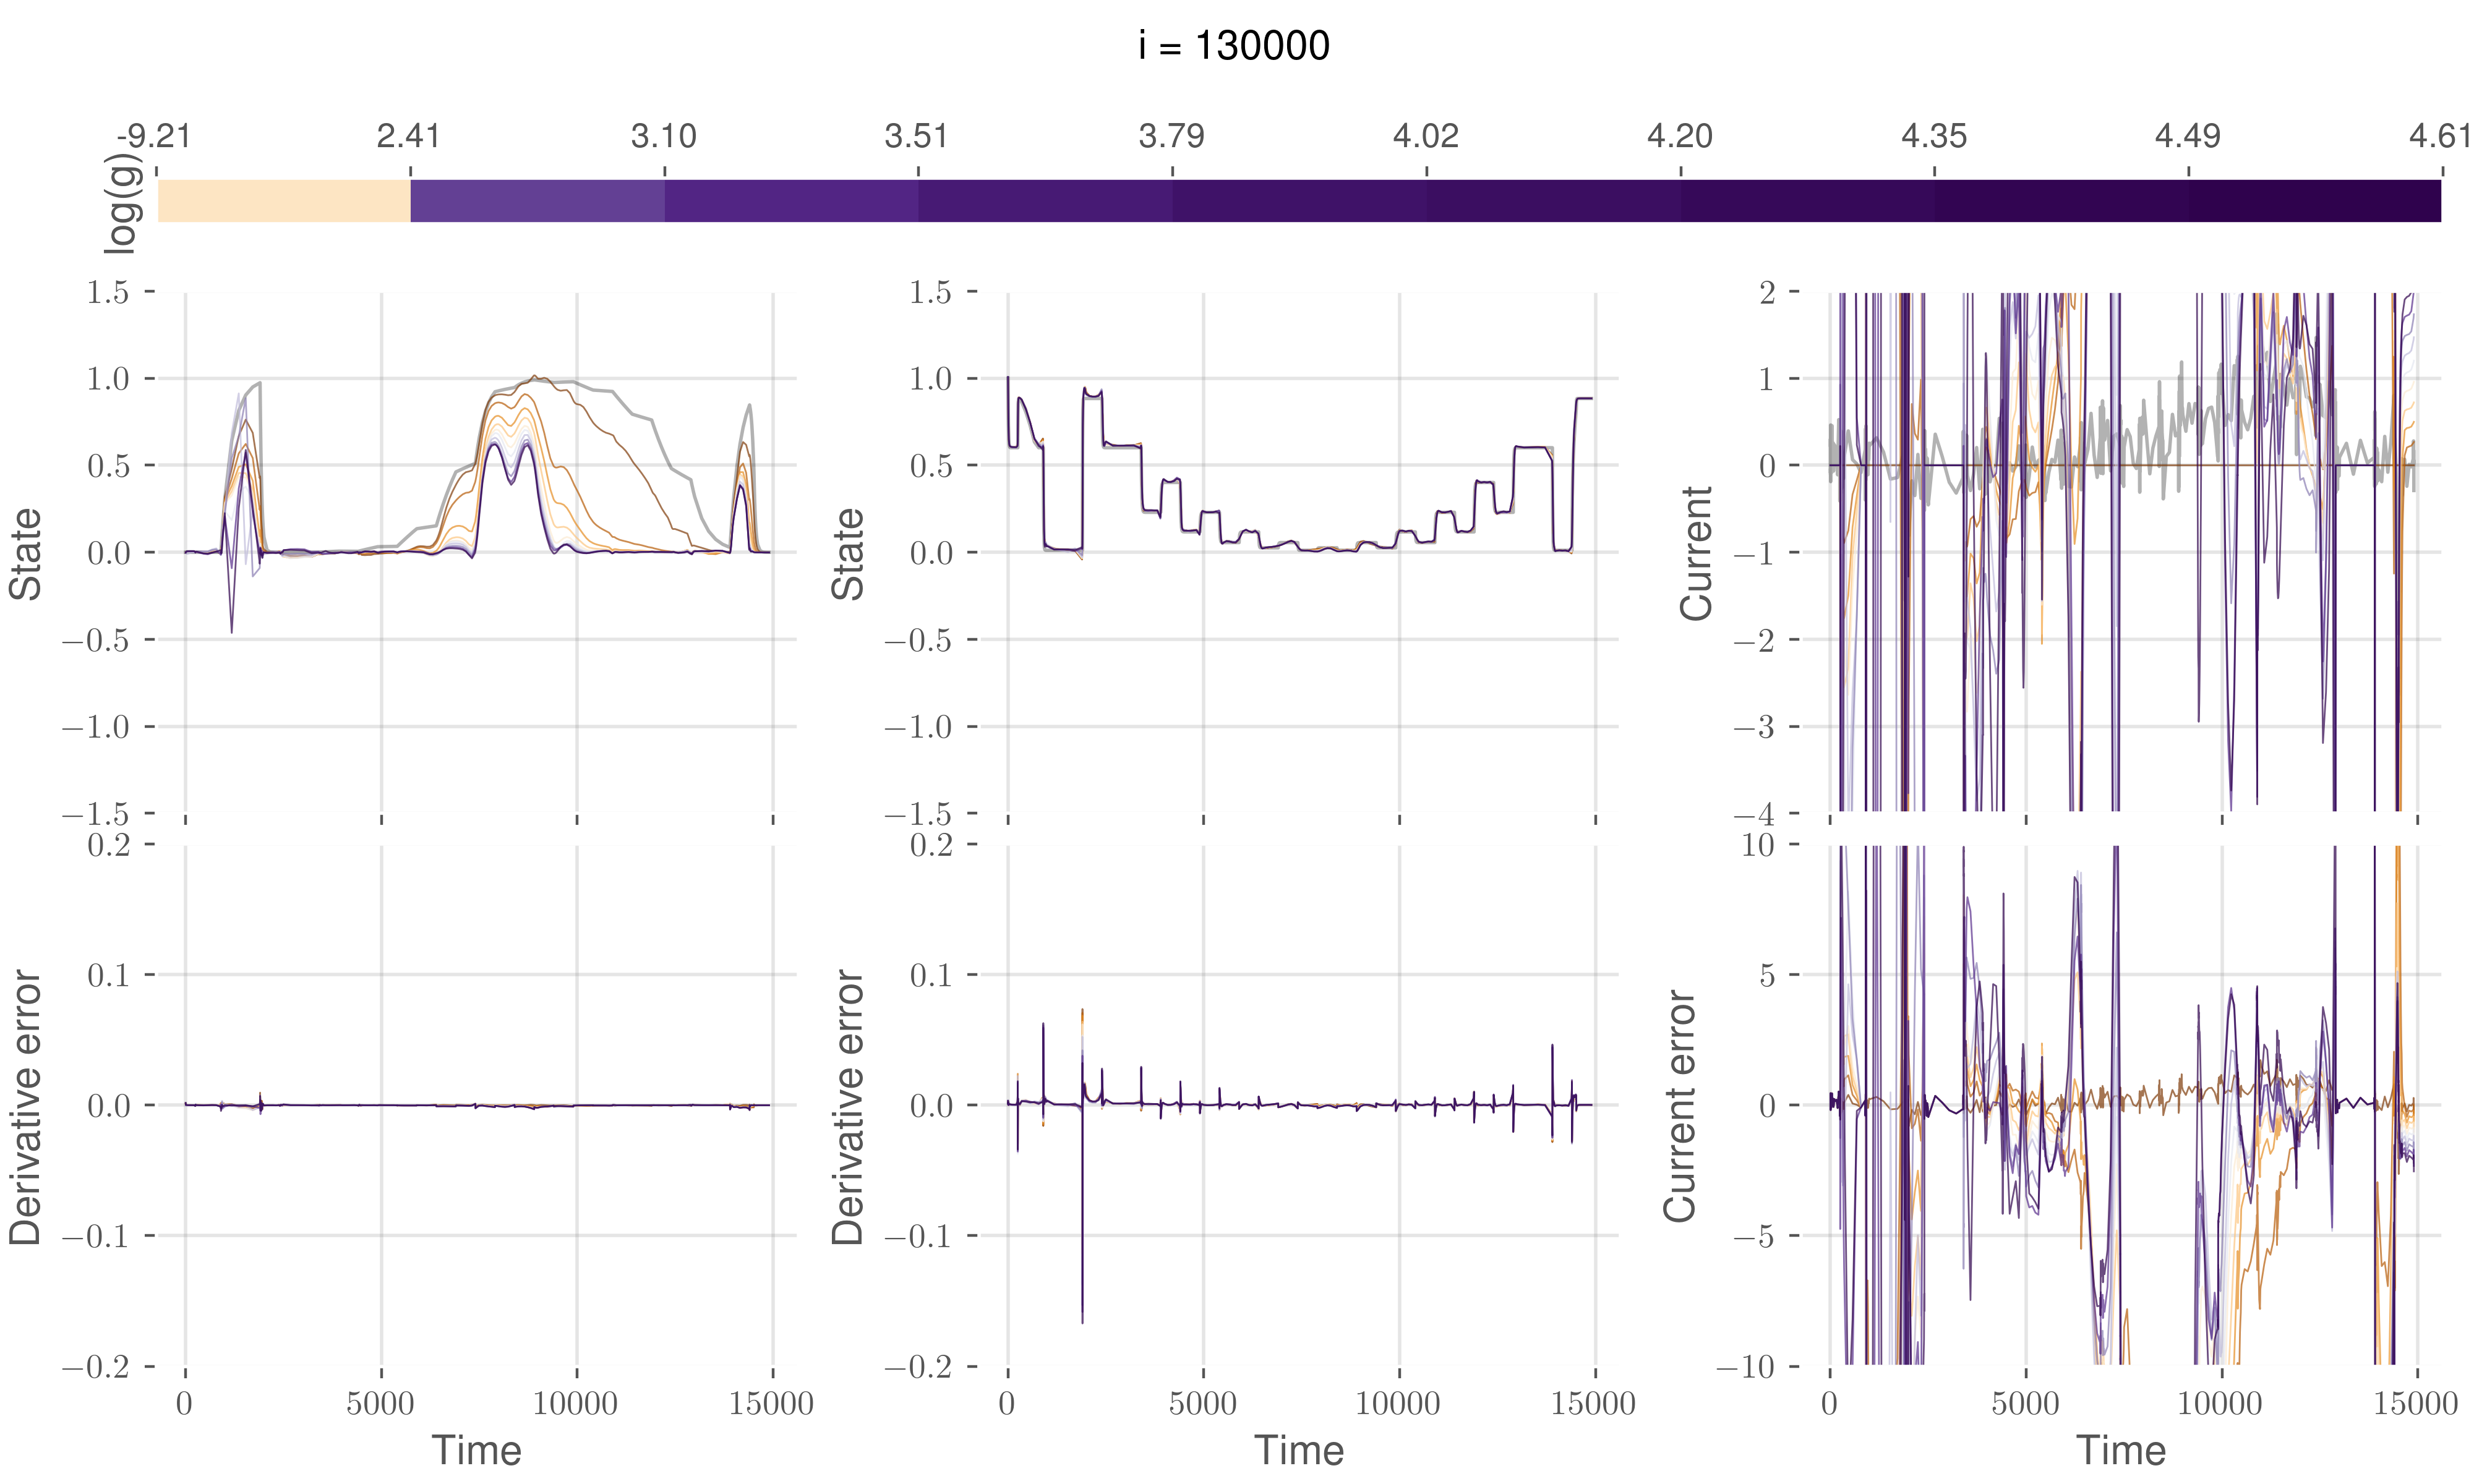 i = 130000
-9.21 2.41 3.10 3.51 3.79 4.02 4.20 4.35 4.49 4.61
log(g)
1.5
1.0
0.5
0.0
−0.5
−1.0
−1.5
State
1.5
1.0
0.5
0.0
−0.5
−1.0
−1.5
State
2
1
0
−1
−2
−3
−4
Current
0.2
0.1
0.0
−0.1
−0.2
Derivative error
0 5000 10000 15000
Time
0.2
0.1
0.0
−0.1
−0.2
Derivative error
0 5000 10000 15000
Time
10
5
0
−5
−10
Current error
0 5000 10000 15000
Time